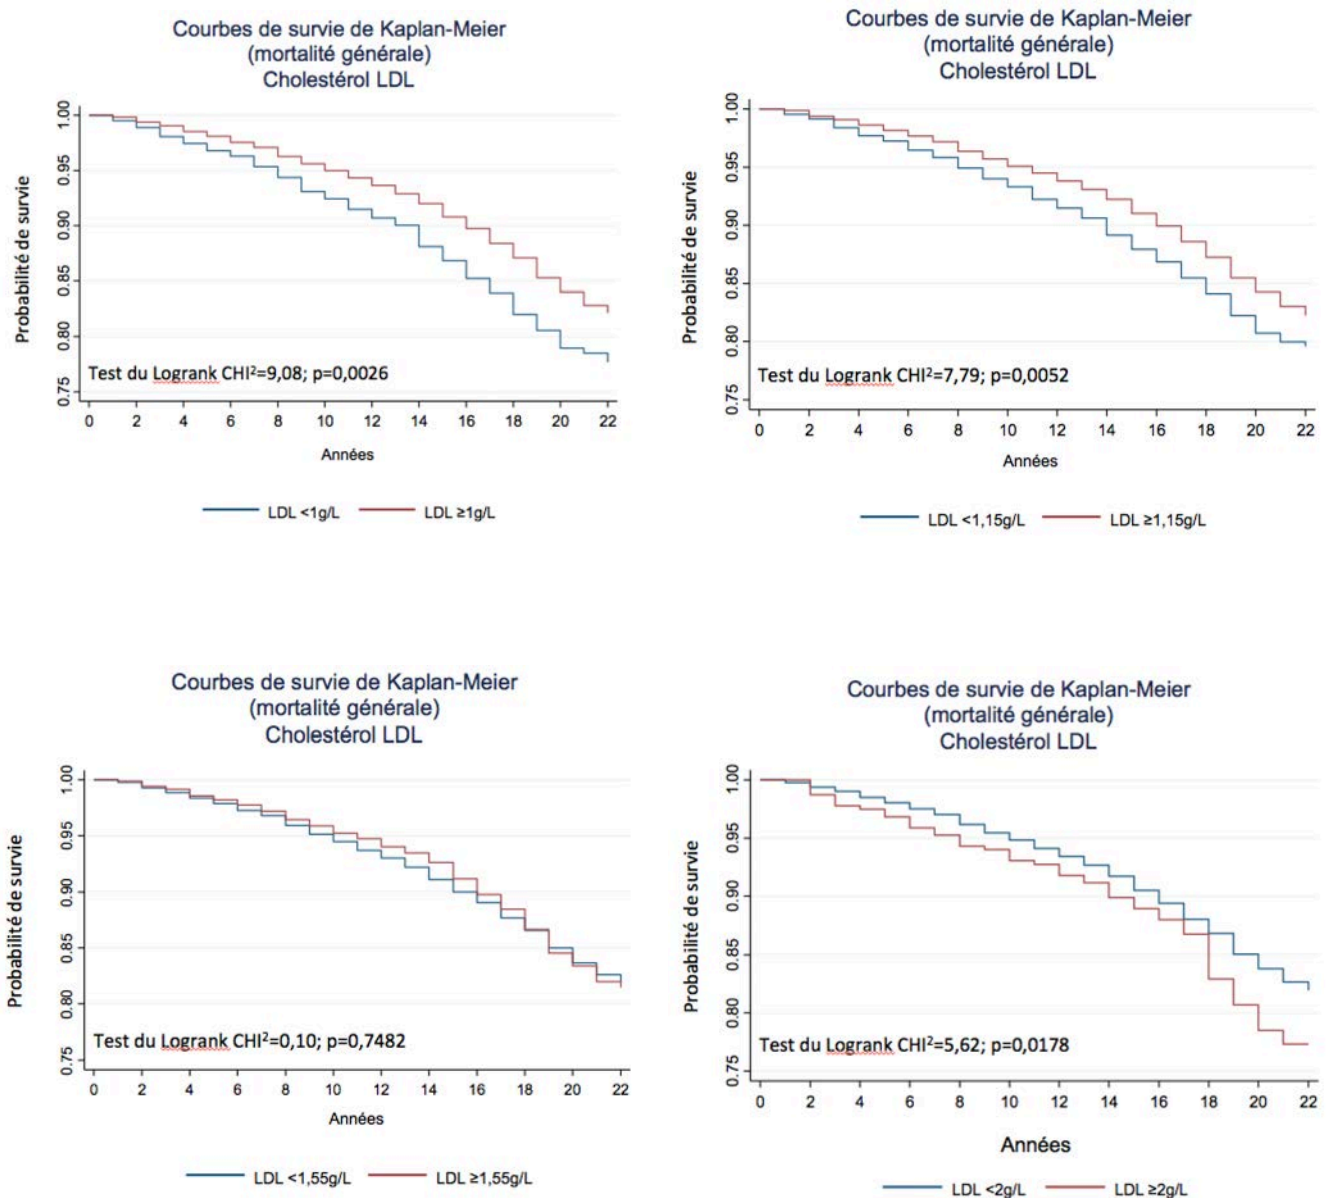 Courbes de survie de Kaplan-Meier
(mortalité générale)
Cholestérol LDL
Probabilité de survie
1.00
0.95
0.90
0.85
0.80
0.75
Test du Logrank CHI²=9,08; p=0,0026
0 2 4 6 8 10 12 14 16 18 20 22
Années
LDL <1g/L LDL ≥1g/L
Courbes de survie de Kaplan-Meier
(mortalité générale)
Cholestérol LDL
Probabilité de survie
1.00
0.95
0.90
0.85
0.80
0.75
Test du Logrank CHI²=7,79; p=0,0052
0 2 4 6 8 10 12 14 16 18 20 22
Années
LDL <1,15g/L LDL ≥1,15g/L
Courbes de survie de Kaplan-Meier
(mortalité générale)
Cholestérol LDL
Probabilité de survie
1.00
0.95
0.90
0.85
0.80
0.75
Test du Logrank CHI²=0,10; p=0,7482
0 2 4 6 8 10 12 14 16 18 20 22
Années
LDL <1,55g/L LDL ≥1,55g/L
Courbes de survie de Kaplan-Meier
(mortalité générale)
Cholestérol LDL
Probabilité de survie
1.00
0.95
0.90
0.85
0.80
0.75
Test du Logrank CHI²=5,62; p=0,0178
0 2 4 6 8 10 12 14 16 18 20 22
Années
LDL <2g/L LDL ≥2g/L